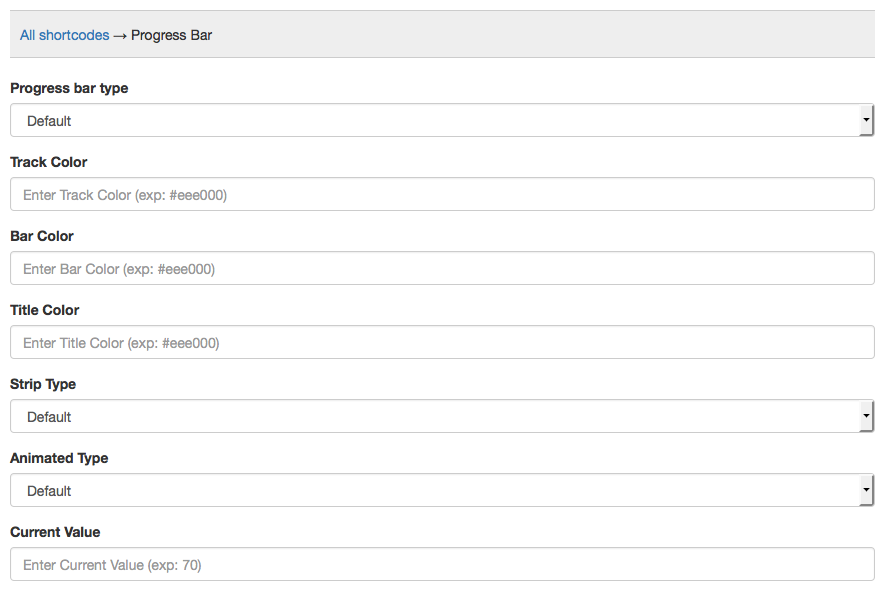 All shortcodes → Progress Bar
Progress bar type
Default
Track Color
Enter Track Color (exp: #eee000)
Bar Color
Enter Bar Color (exp: #eee000)
Title Color
Enter Title Color (exp: #eee000)
Strip Type
Default
Animated Type
Default
Current Value
Enter Current Value (exp: 70)